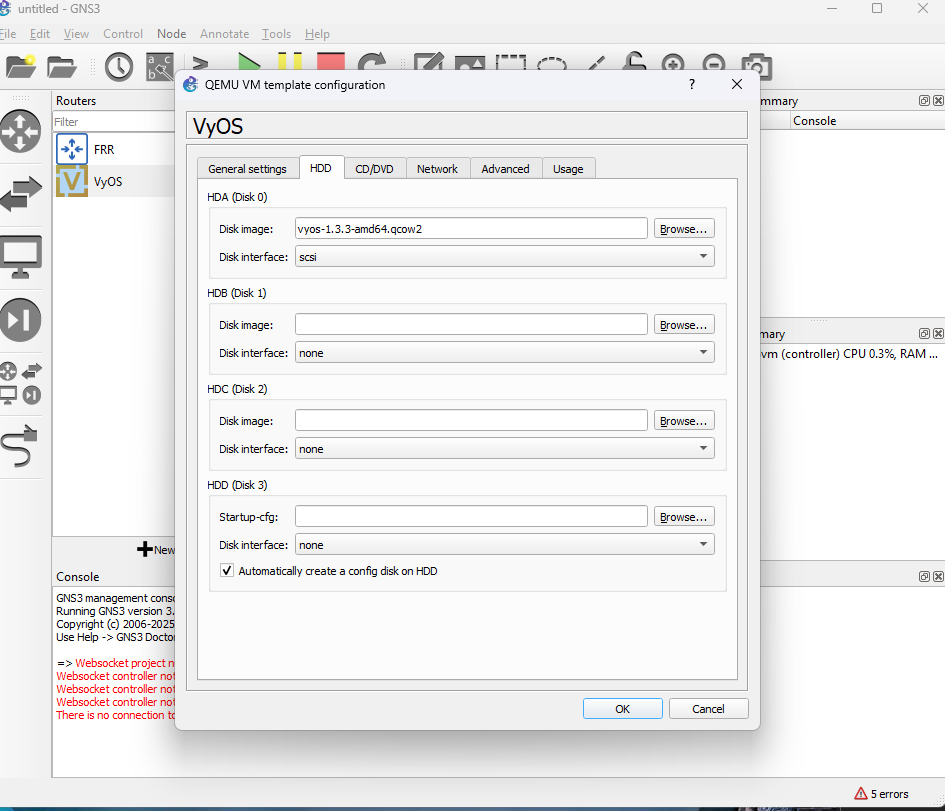 untitled - GNS3
File Edit View Control Node Annotate Tools Help
QEMU VM template configuration
?
Routers
Filter
FRR
VyOS
New
VyOS
General settings HDD CD/DVD Network Advanced Usage
HDA (Disk 0)
Disk image: vyos-1.3.3-amd64.qcow2 Browse...
Disk interface: scsi
HDB (Disk 1)
Disk image: Browse...
Disk interface: none
HDC (Disk 2)
Disk image: Browse...
Disk interface: none
HDD (Disk 3)
Startup-cfg: Browse...
Disk interface: none
Automatically create a config disk on HDD
OK Cancel
mmary
Console
mary
vm (controller) CPU 0.3%, RAM ...
Console
GNS3 management conso
Running GNS3 version 3.
Copyright (c) 2006-2025
Use Help -> GNS3 Doctor
=> Websocket project n
Websocket controller not
Websocket controller not
Websocket controller not
There is no connection to
5 errors